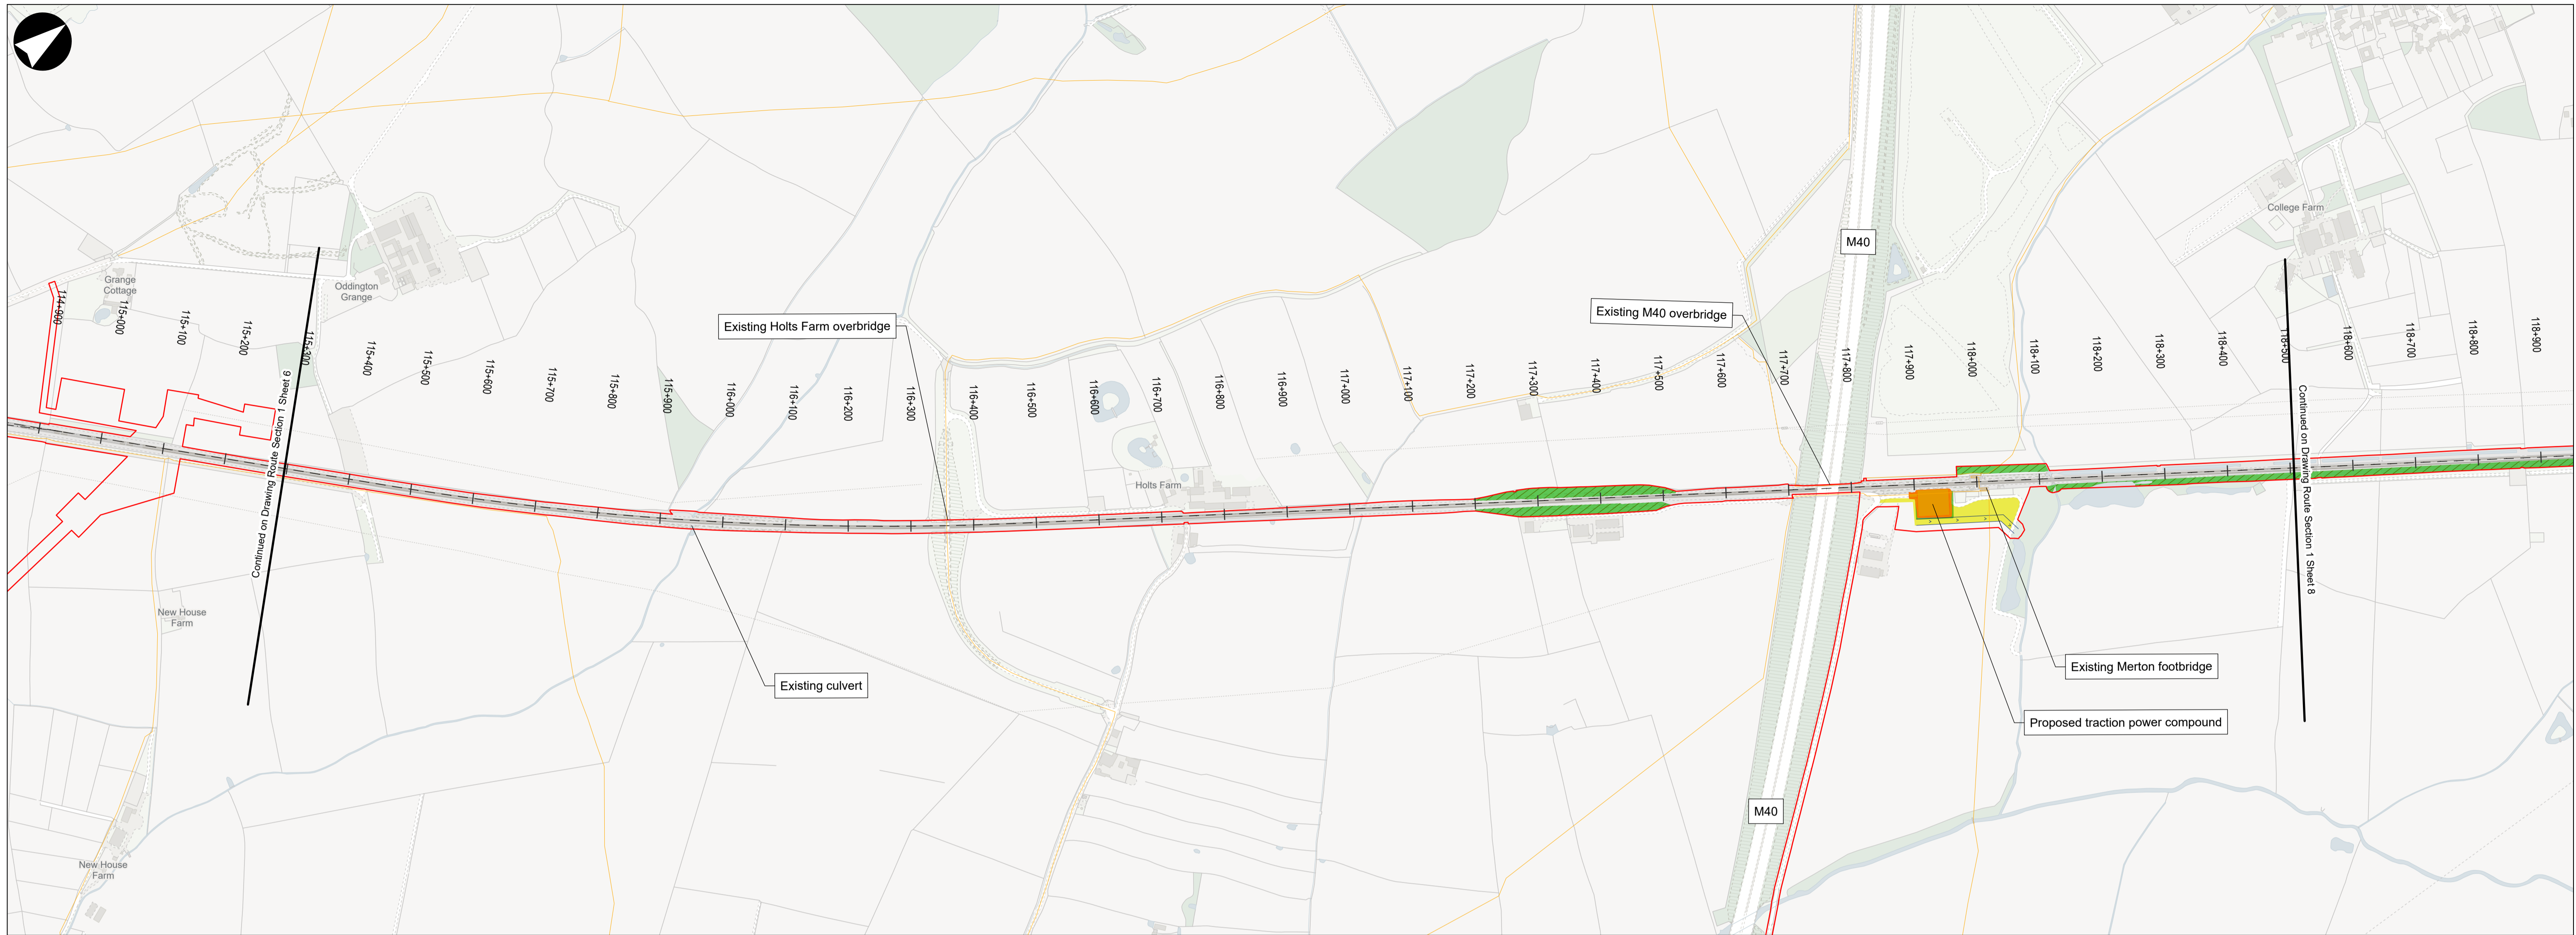 M40
College Farm
Grange
Cottage
Oddington
Grange
Existing Holts Farm overbridge
Existing M40 overbridge
114+900
115+000
115+100
115+200
115+300
115+400
115+500
115+600
115+700
115+800
115+900
116+000
116+100
116+200
116+300
116+400
116+500
116+600
116+700
116+800
116+900
117+000
117+100
117+200
117+300
117+400
117+500
117+600
117+700
117+800
117+900
118+000
118+100
118+200
118+300
118+400
118+500
118+600
118+700
118+800
118+900
Continued on Drawing Route Section 1 Sheet 6
Continued on Drawing Route Section 1 Sheet 8
Holts Farm
New House
Farm
Existing culvert
Existing Merton footbridge
Proposed traction power compound
M40
New House
Farm